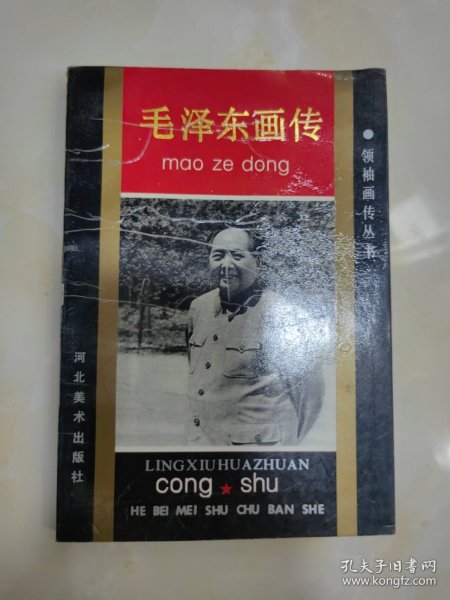 毛泽东画传
mao ze dong
●领袖画传丛书
河北美术出版社
LINGXIUHUAZHUAN
cong★shu
HE BEI MEI SHU CHU BAN SHE
孔夫子旧书网
www.kongfz.com